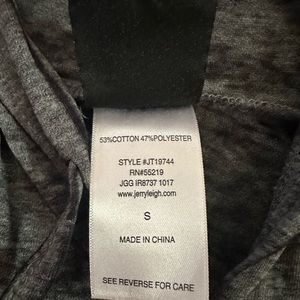 53%COTTON 47%POLYESTER
STYLE #JT19744
RN#55219
JGG IR8737 1017
www.jerryleigh.com
S
MADE IN CHINA
SEE REVERSE FOR CARE